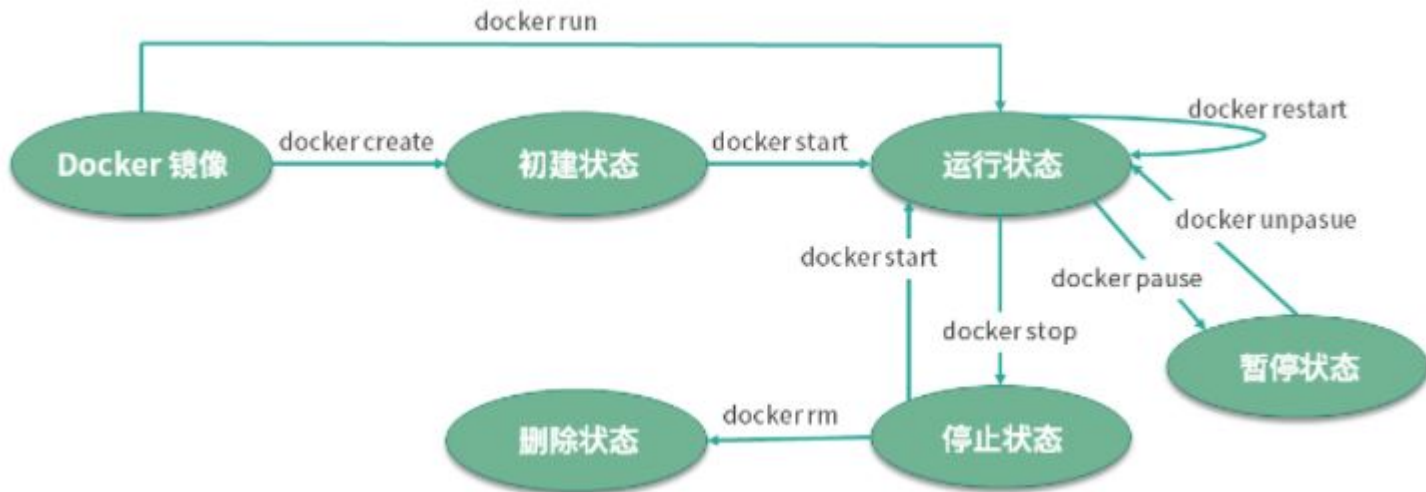 docker run
docker restart
Docker 镜像
docker create
初建状态
docker start
运行状态
docker unpasue
docker start
docker pause
docker stop
暂停状态
删除状态
docker rm
停止状态